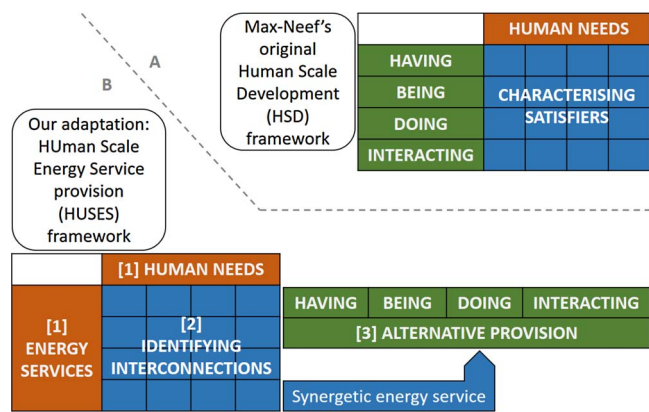 A
B
Max-Neef's
original
Human Scale
Development
(HSD)
framework
HUMAN NEEDS
HAVING
BEING
DOING
INTERACTING
CHARACTERISING
SATISFIERS
Our adaptation:
HUman Scale
Energy Service
provision
(HUSES)
framework
[1] HUMAN NEEDS
[1]
ENERGY
SERVICES
[2]
IDENTIFYING
INTERCONNECTIONS
HAVING BEING DOING INTERACTING
[3] ALTERNATIVE PROVISION
Synergetic energy service